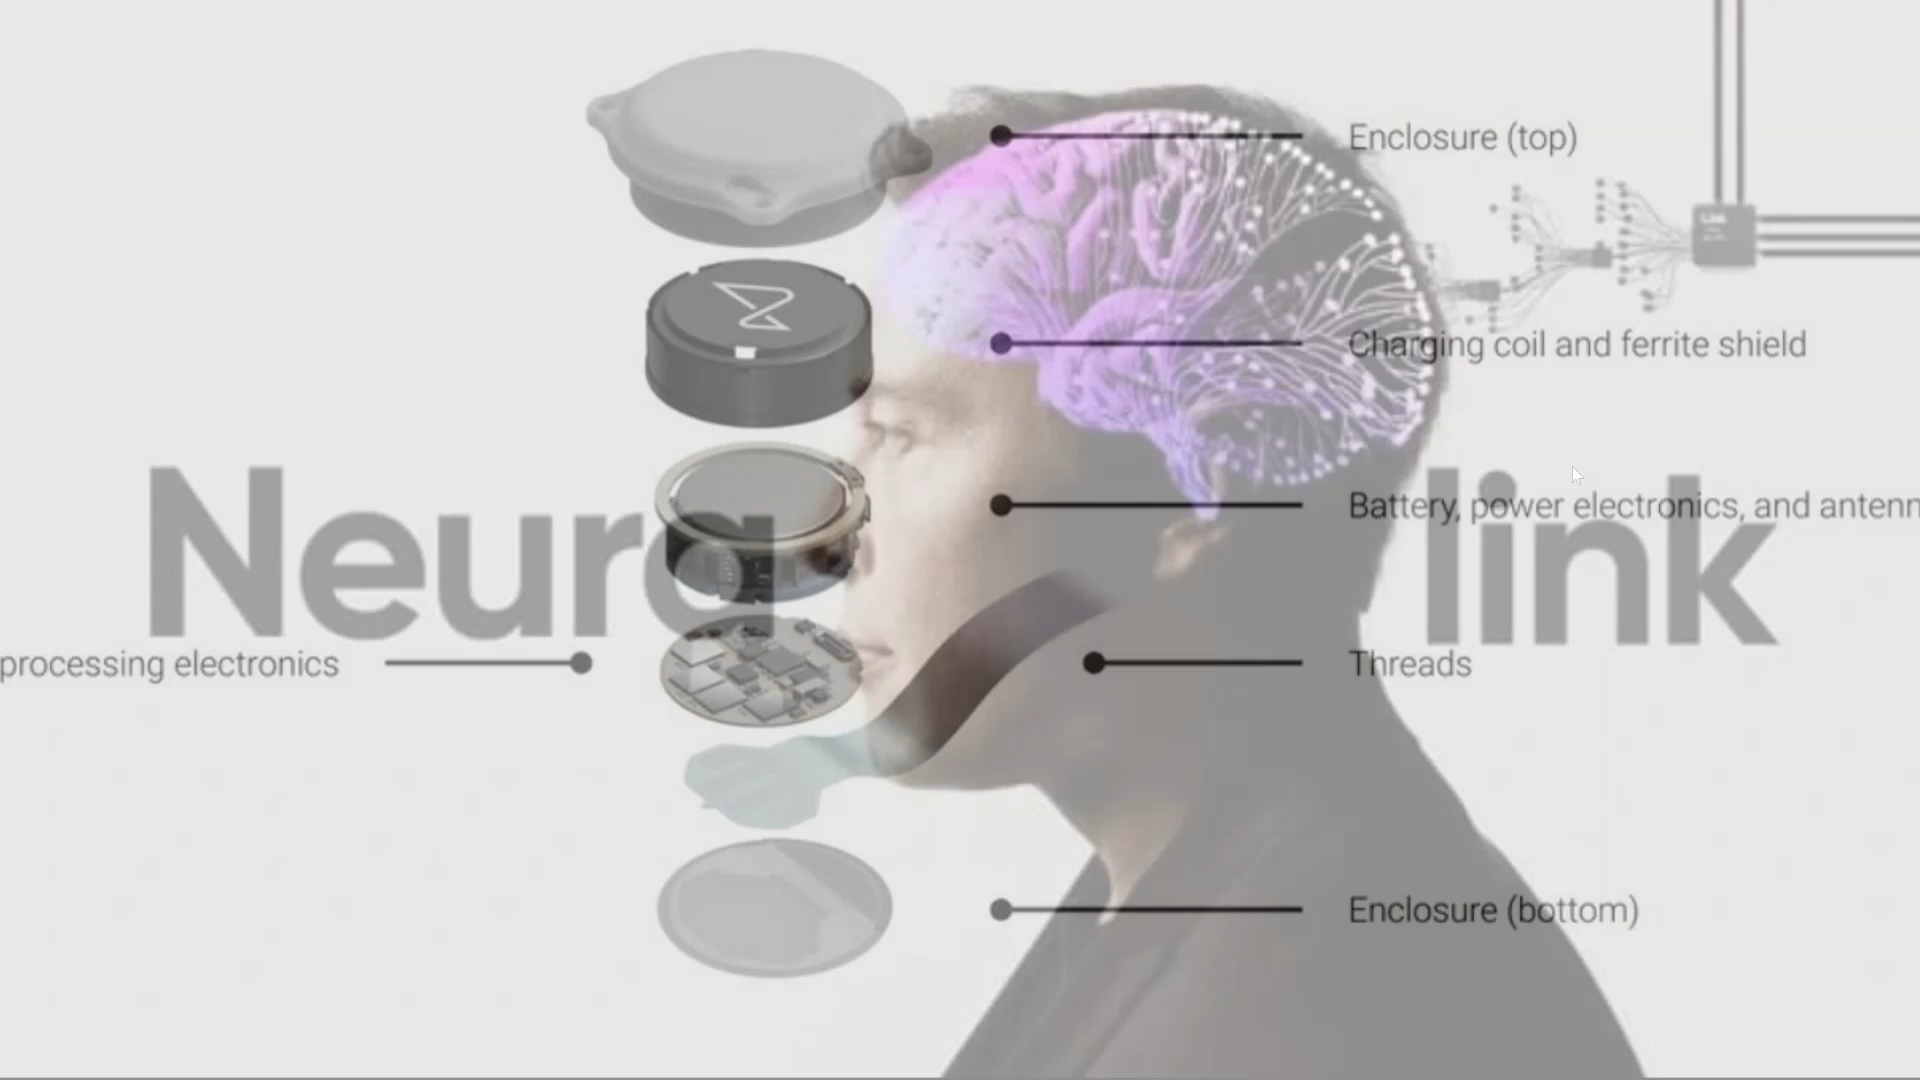 Enclosure (top)
Link
Charging coil and ferrite shield
Neura link
Battery, power electronics, and antenn
processing electronics
Threads
Enclosure (bottom)